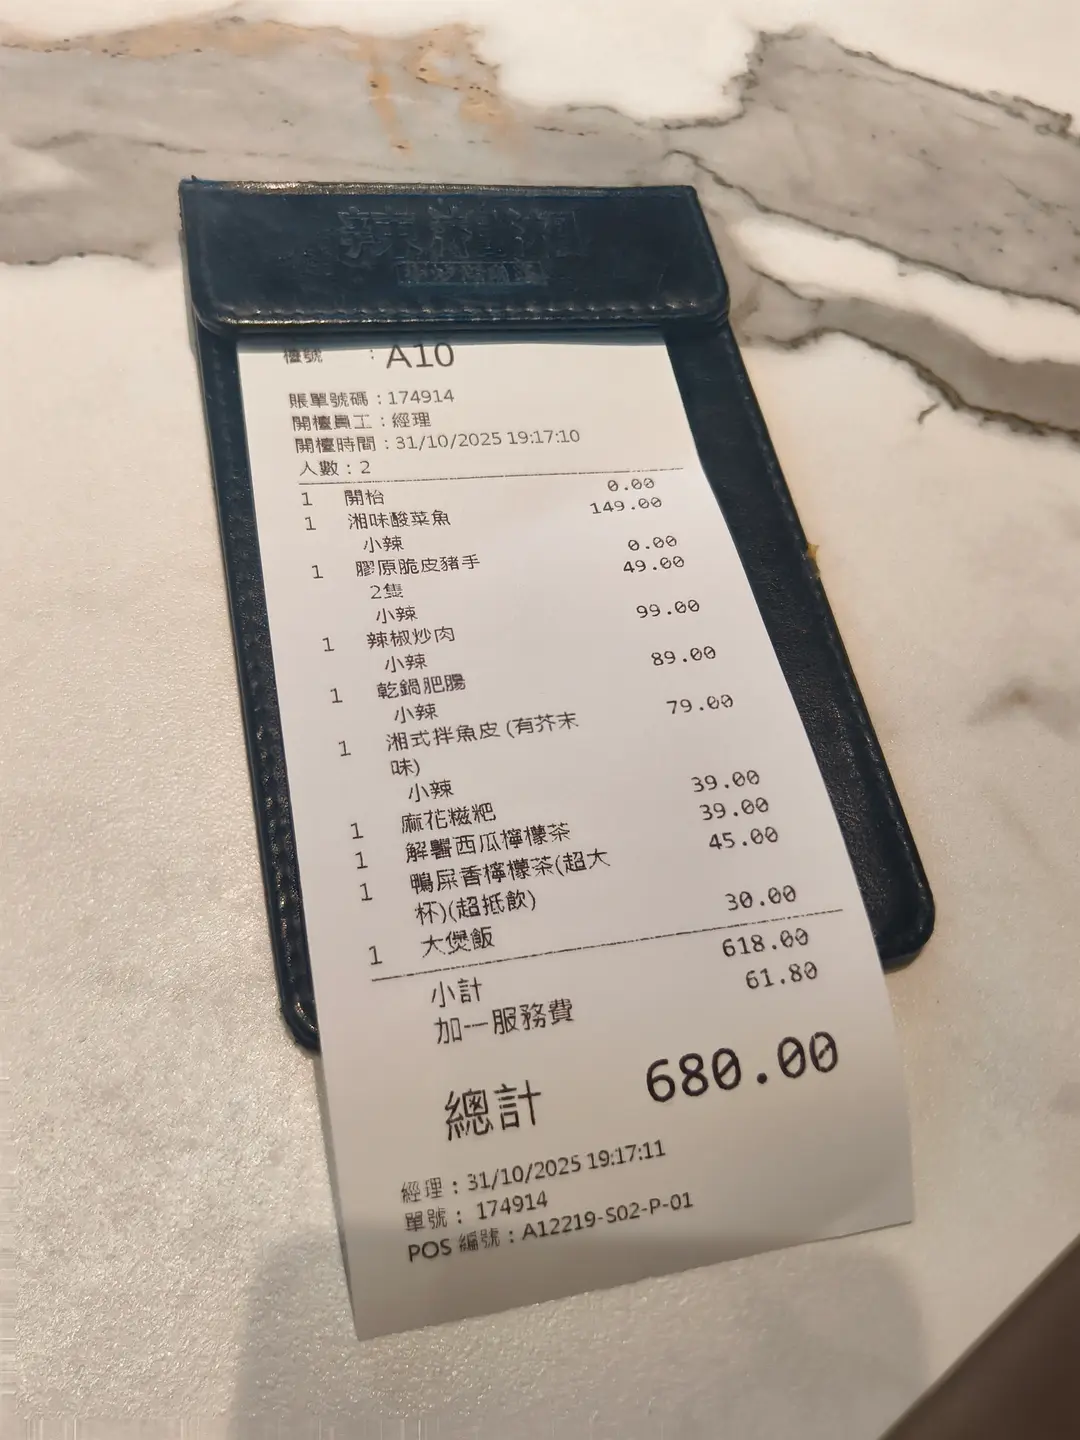 檯號 : A10
賬單號碼 : 174914
開檯員工 : 經理
開檯時間 : 31/10/2025 19:17:10
人數 : 2
1 開枱 0.00
1 湘味酸菜魚 149.00
小辣 0.00
1 膠原脆皮豬手 49.00
2隻
小辣
1 辣椒炒肉 99.00
小辣
1 乾鍋肥腸 89.00
小辣
1 湘式拌魚皮 (有芥末 79.00
味)
小辣
1 麻花糍粑 39.00
1 解醫西瓜檸檬茶 39.00
1 鴨屎香檸檬茶(超大 45.00
杯)(超抵飲)
1 大煲飯 30.00
小計 618.00
加一服務費 61.80
總計 680.00
經理 : 31/10/2025 19:17:11
單號 : 174914
POS 編號 : A12219-S02-P-01